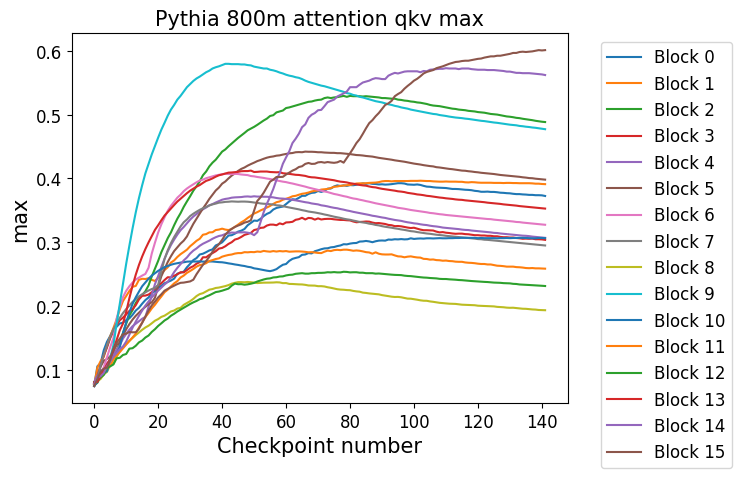 Pythia 800m attention qkv max
max
0.6
0.5
0.4
0.3
0.2
0.1
0 20 40 60 80 100 120 140
Checkpoint number
Block 0
Block 1
Block 2
Block 3
Block 4
Block 5
Block 6
Block 7
Block 8
Block 9
Block 10
Block 11
Block 12
Block 13
Block 14
Block 15